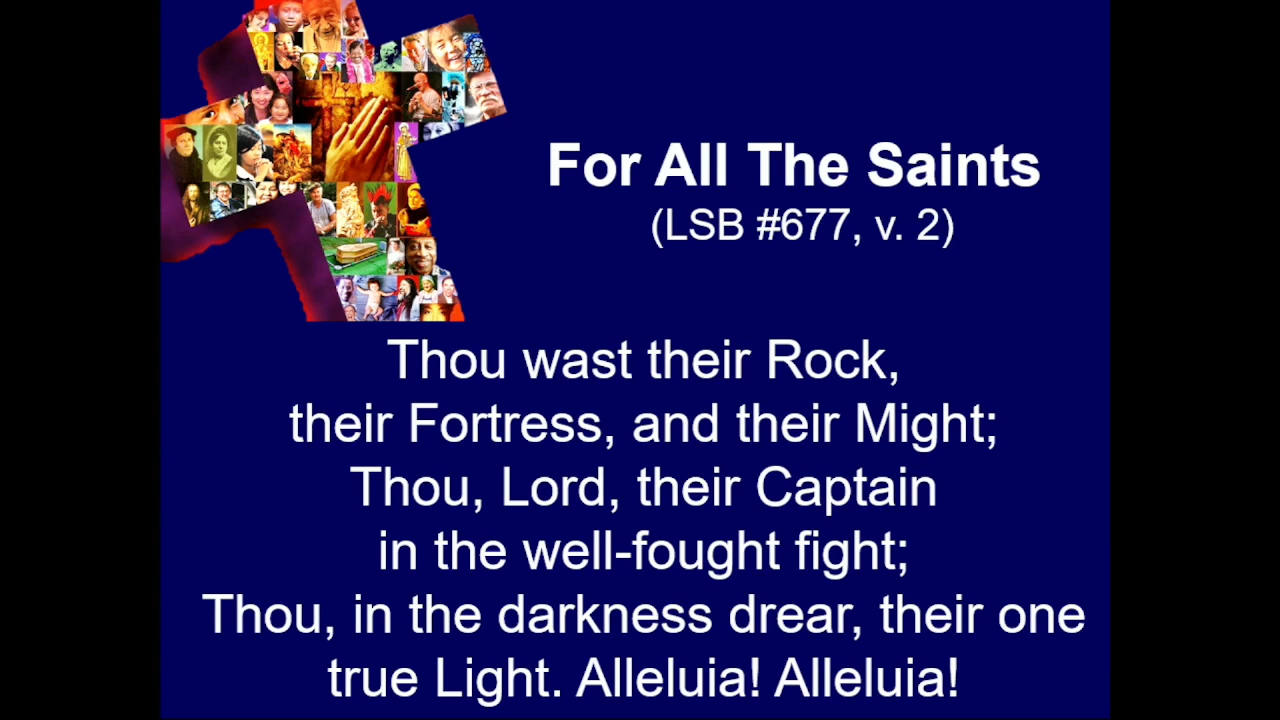 For All The Saints
(LSB #677, v. 2)
Thou wast their Rock,
their Fortress, and their Might;
Thou, Lord, their Captain
in the well-fought fight;
Thou, in the darkness drear, their one
true Light. Alleluia! Alleluia!